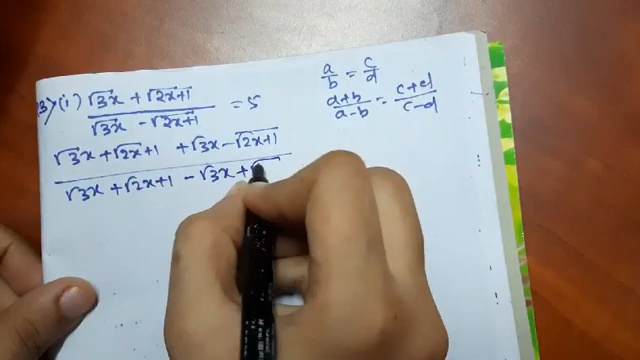 3> (i) √3x + √2x+1 / √3x - √2x+1 = 5
a/b = c/d
a+b/a-b = c+d/c-d
√3x + √2x+1 + √3x - √2x+1
√3x + √2x+1 - √3x + √